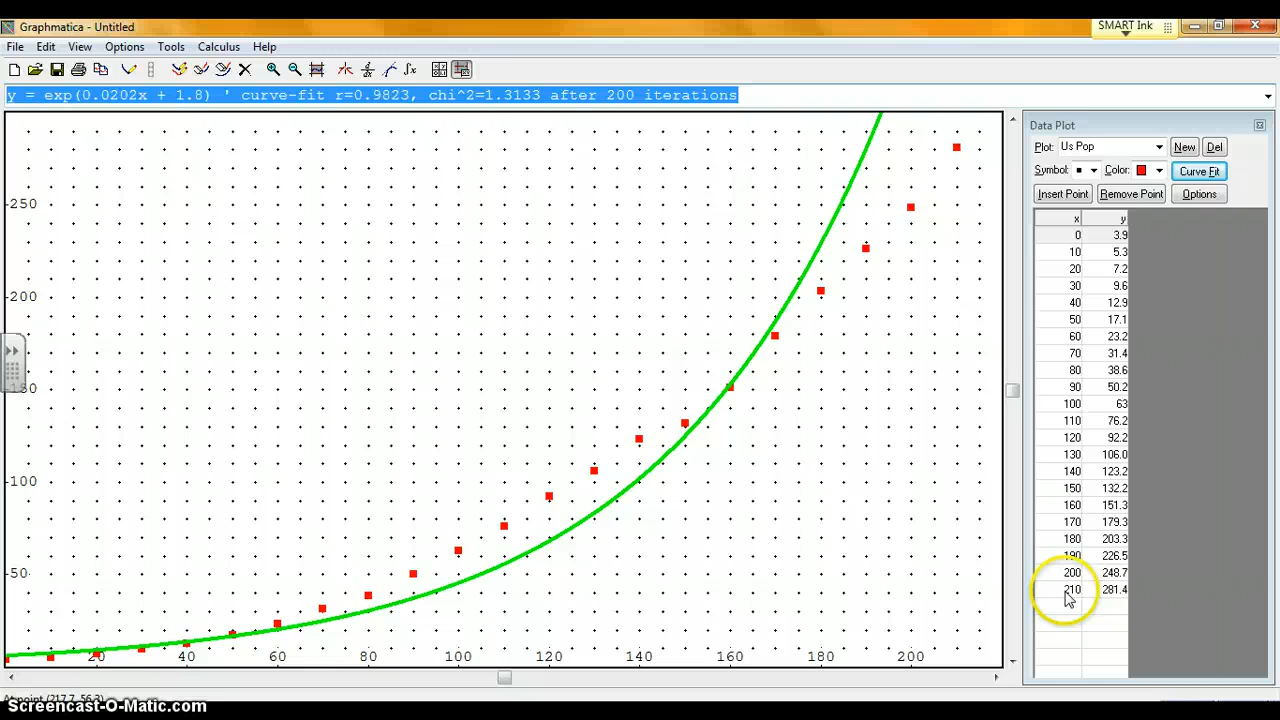 Graphmatica - Untitled
SMART Ink
File Edit View Options Tools Calculus Help
y = exp(0.0202x + 1.8) ' curve-fit r=0.9823, chi^2=1.3133 after 200 iterations
Data Plot
Plot: Us Pop New Del
Symbol: Color: Curve Fit
Insert Point Remove Point Options
x y
0 3.9
10 5.3
20 7.2
30 9.6
40 12.9
50 17.1
60 23.2
70 31.4
80 38.6
90 50.2
100 63
110 76.2
120 92.2
130 106.0
140 123.2
150 132.2
160 151.3
170 179.3
180 203.3
190 226.5
200 248.7
210 281.4
250
200
150
100
50
20 40 60 80 100 120 140 160 180 200
At point (217.7, 56.3)
Screencast-O-Matic.com